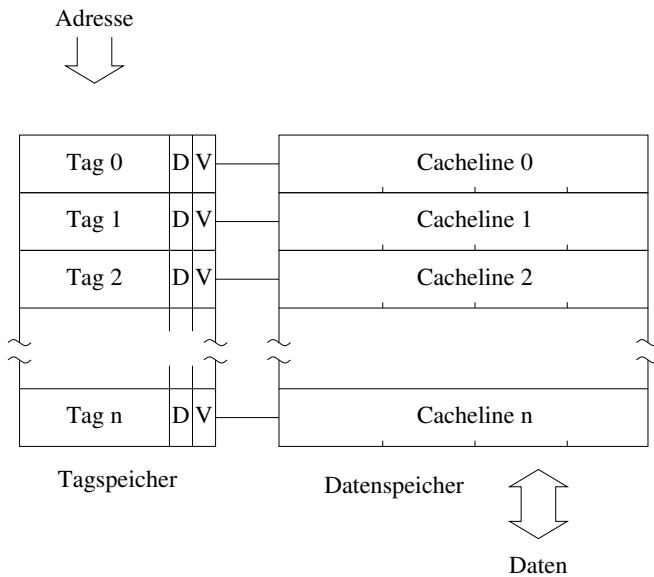 Adresse
Tag 0 D V Cacheline 0
Tag 1 D V Cacheline 1
Tag 2 D V Cacheline 2
Tag n D V Cacheline n
Tagspeicher Datenspeicher
Daten